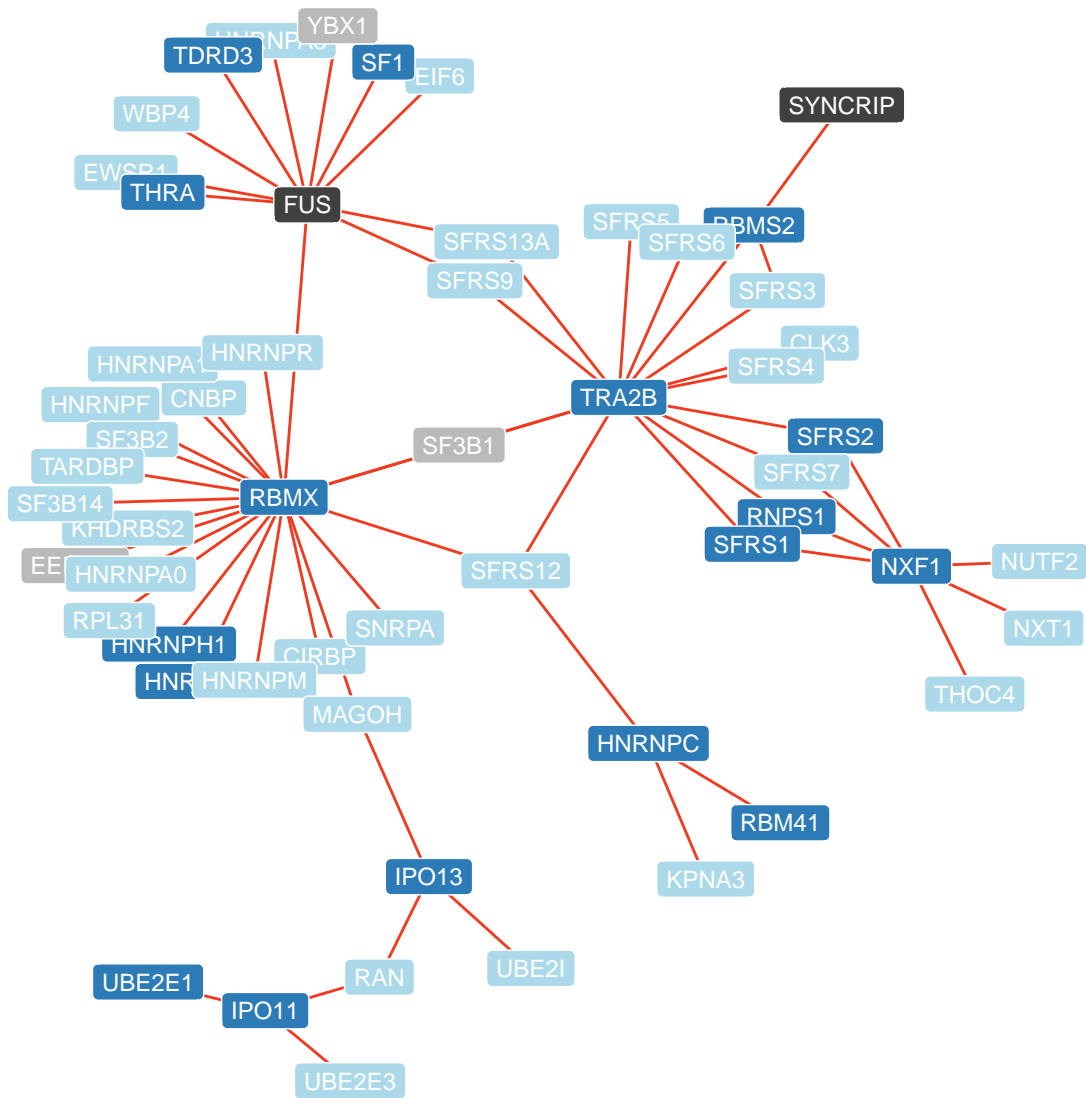 YBX1
TDRD3
SF1
EIF6
WBP4
SYNCRIP
THRA
FUS
SFRS5
RBMS2
SFRS6
SFRS13A
SFRS9
SFRS3
HNRNPR
HNRNPA1
CLK3
SFRS4
CNBP
TRA2B
HNRNPF
SF3B2
SF3B1
SFRS2
TARDBP
SFRS7
RBMX
SF3B14
RNPS1
KHDRBS2
SFRS1
NXF1
NUTF2
HNRNPA0
SFRS12
RPL31
SNRPA
NXT1
HNRNPH1
CIRBP
HNRNPM
THOC4
MAGOH
HNRNPC
RBM41
IPO13
KPNA3
UBE2I
RAN
UBE2E1
IPO11
UBE2E3